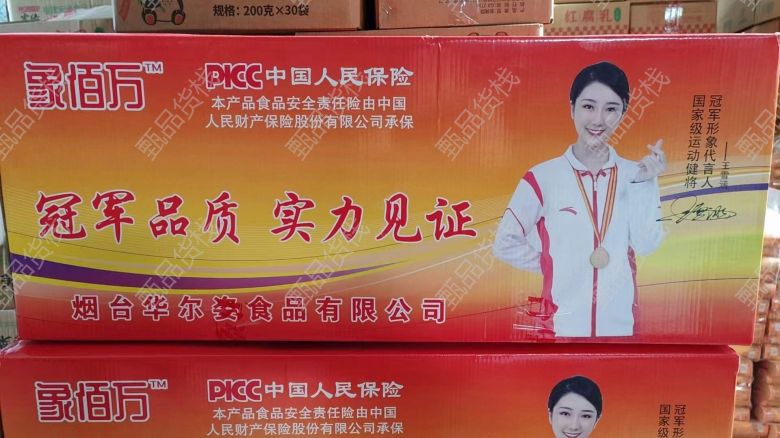 规格：200克×30袋
红腐乳
象佰万™
PICC中国人民保险
本产品食品安全责任险由中国
人民财产保险股份有限公司承保
冠军形象代言人
国家级运动健将
冠军品质 实力见证
烟台华尔姿食品有限公司
象佰万™
PICC中国人民保险
本产品食品安全责任险由中国
人民财产保险股份有限公司承保
冠军形
国家级
甄品货栈